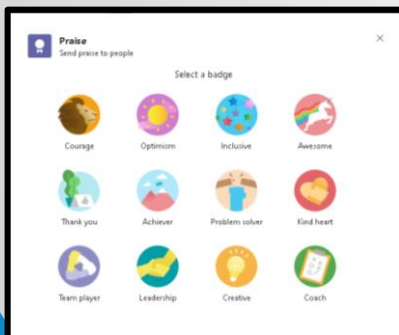 Praise
Send praise to people
Select a badge
Courage
Optimism
Inclusive
Awesome
Thank you
Achiever
Problem solver
Kind heart
Team player
Leadership
Creative
Coach